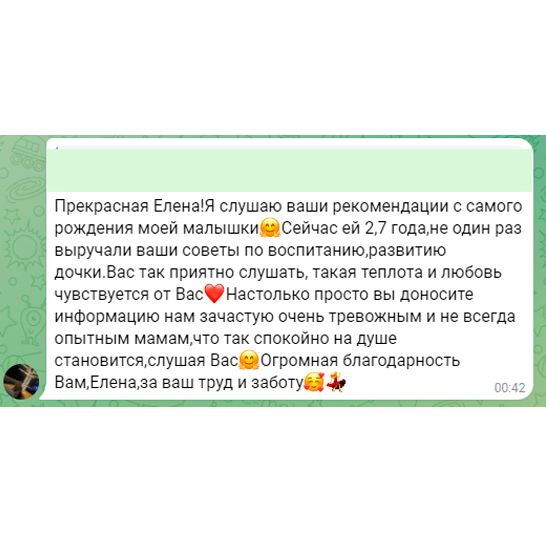 Прекрасная Елена!Я слушаю ваши рекомендации с самого
рождения моей малышки🤗Сейчас ей 2,7 года,не один раз
выручали ваши советы по воспитанию,развитию
дочки.Вас так приятно слушать, такая теплота и любовь
чувствуется от Вас❤️Настолько просто вы доносите
информацию нам зачастую очень тревожным и не всегда
опытным мамам,что так спокойно на душе
становится,слушая Вас🤗Огромная благодарность
Вам,Елена,за ваш труд и заботу🥰💃
00:42